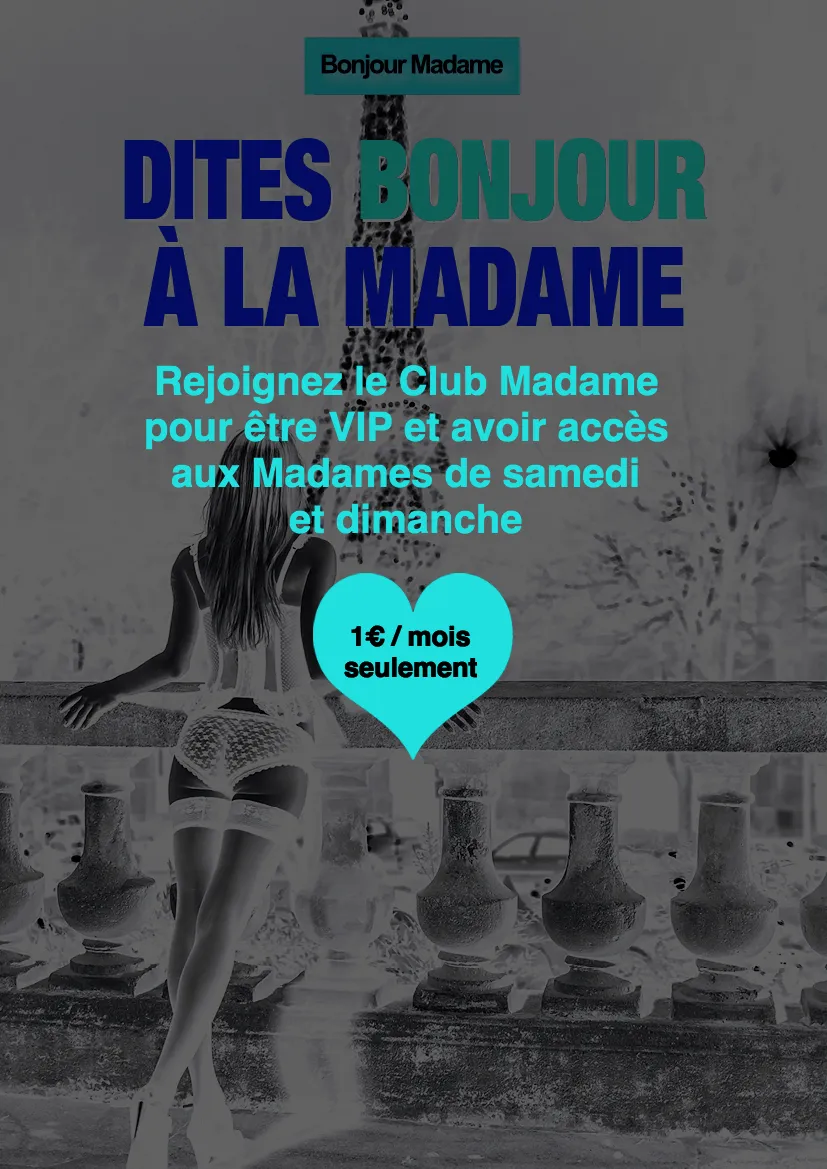 Bonjour Madame
DITES BONJOUR
À LA MADAME
Rejoignez le Club Madame
pour être VIP et avoir accès
aux Madames de samedi
et dimanche
1€ / mois
seulement